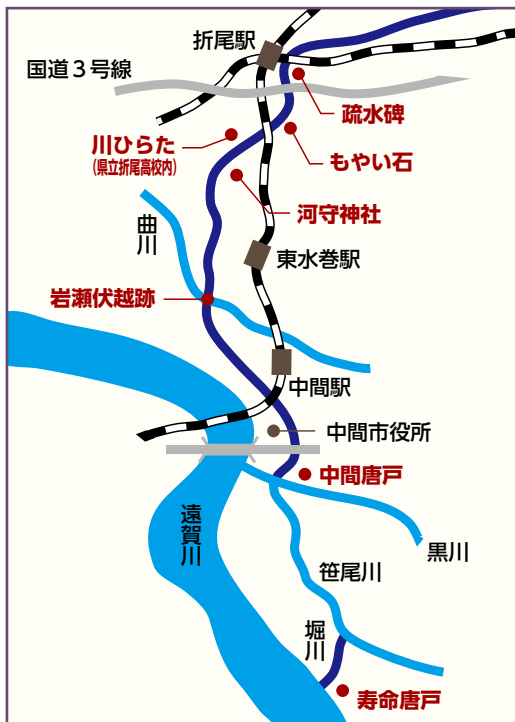 折尾駅
国道3号線
疏水碑
川ひらた
(県立折尾高校内)
もやい石
河守神社
曲川
東水巻駅
岩瀬伏越跡
中間駅
中間市役所
中間唐戸
遠賀川
黒川
笹尾川
堀川
寿命唐戸